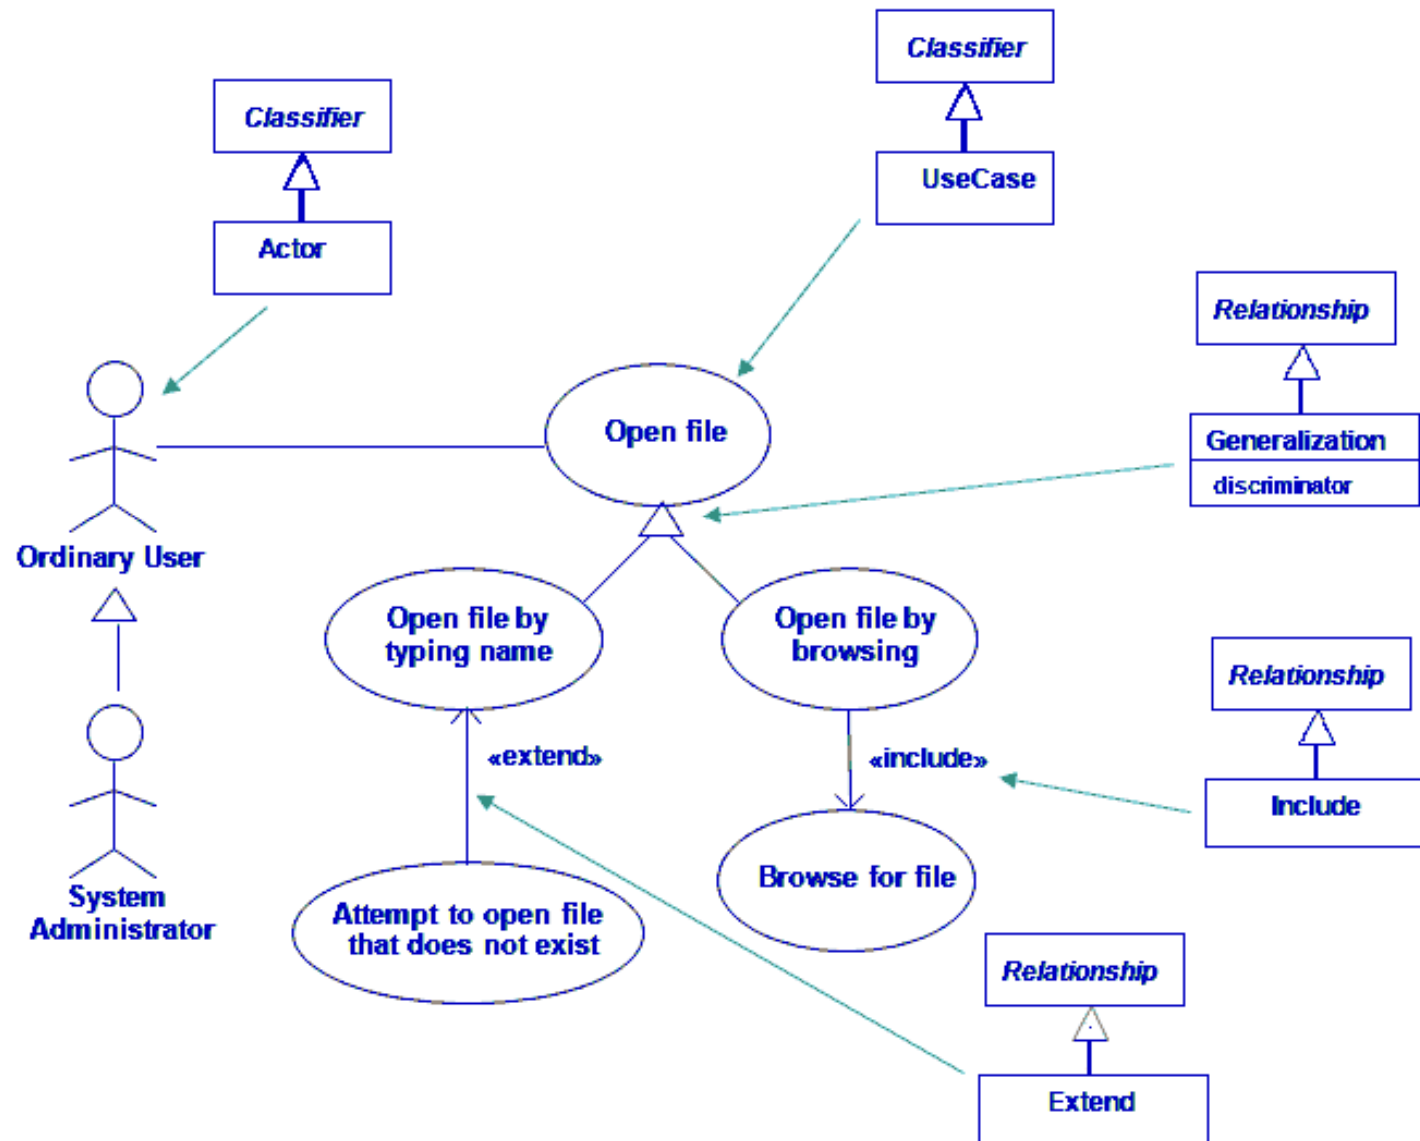 Classifier
UseCase
Classifier
Actor
Relationship
Generalization
discriminator
Open file
Ordinary User
Open file by
typing name
Open file by
browsing
Relationship
Include
«extend»
«include»
System
Administrator
Attempt to open file
that does not exist
Browse for file
Relationship
Extend